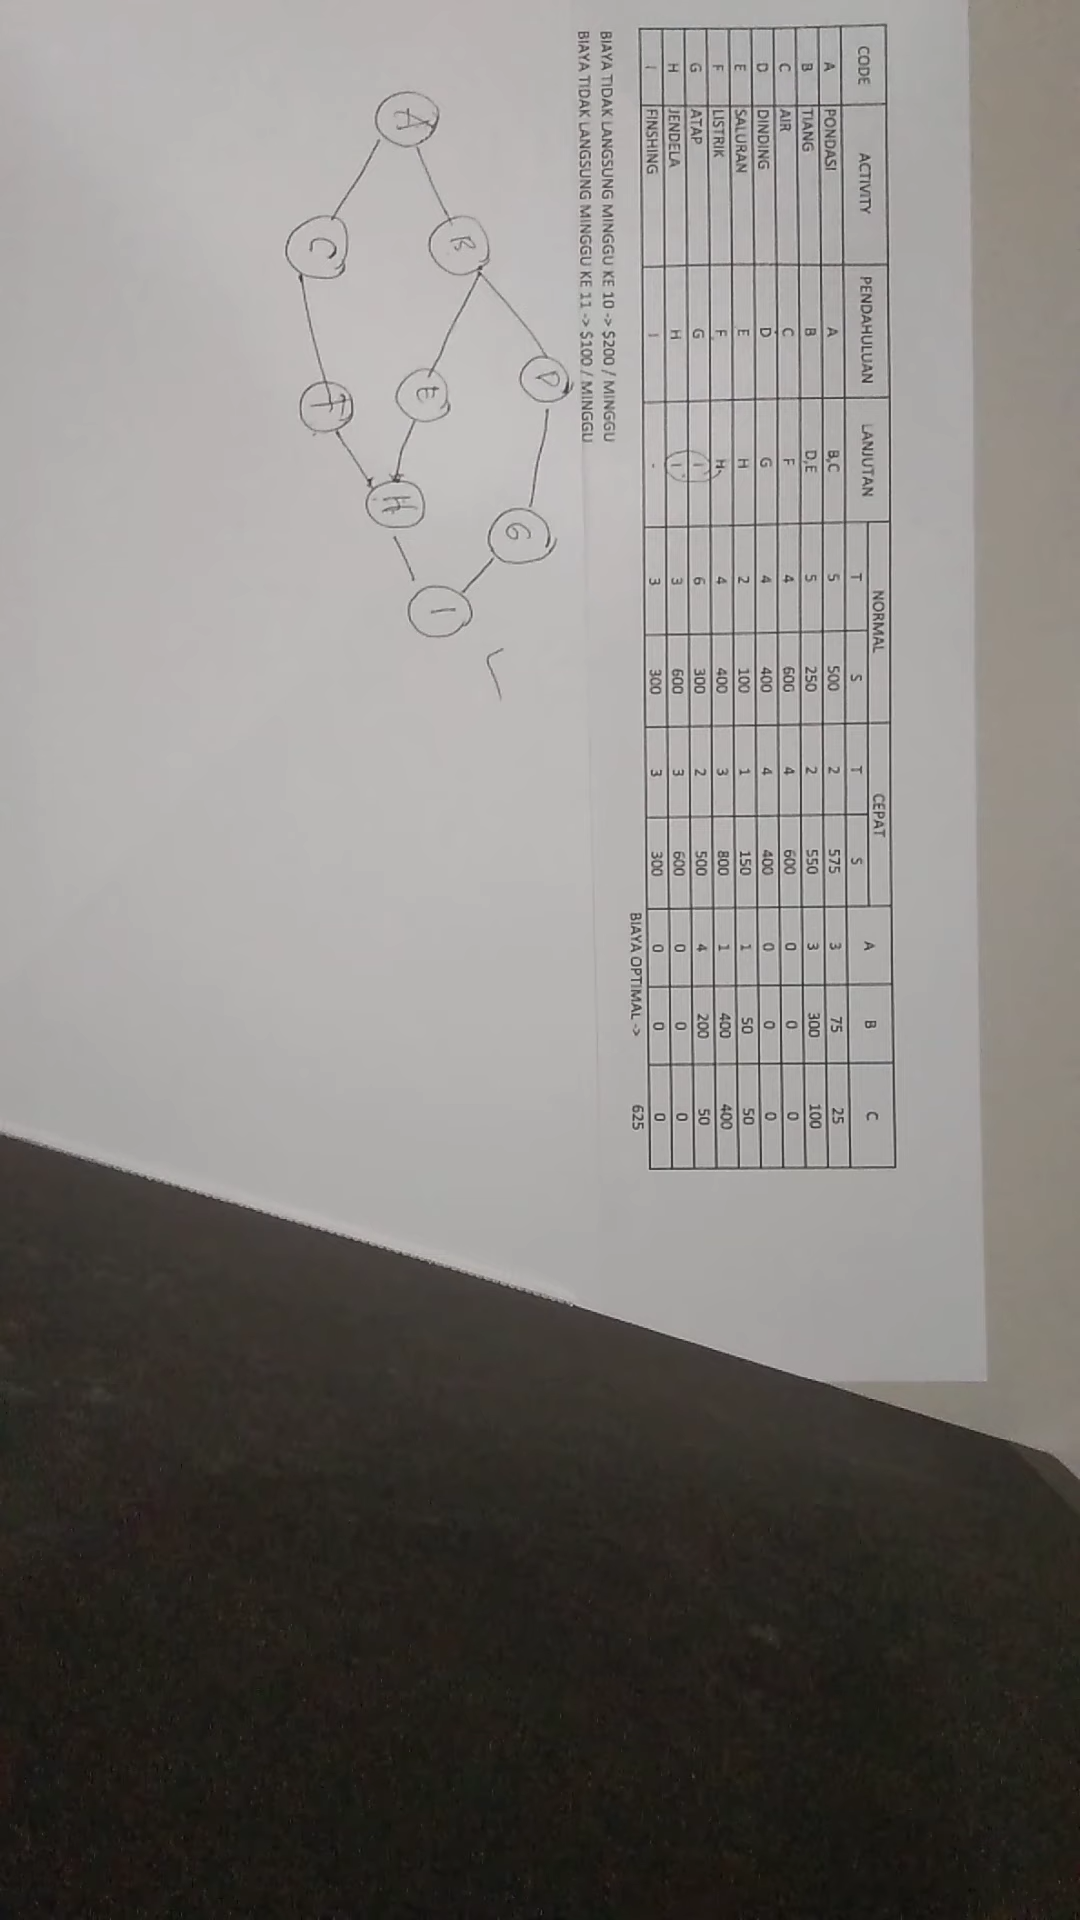 CODE ACTIVITY PENDAHULUAN LANJUTAN NORMAL CEPAT A B C
T S T S
A PONDASI A B,C 5 500 2 575 3 75 25
B TIANG B D,E 5 250 2 550 3 300 100
C AIR C F 4 600 4 600 0 0 0
D DINDING D G 4 400 4 400 0 0 0
E SALURAN E H 2 100 1 150 1 50 50
F LISTRIK F H 4 400 3 800 1 400 400
G ATAP G I 6 300 2 500 4 200 50
H JENDELA H I 3 600 3 600 0 0 0
I FINSHING I - 3 300 3 300 0 0 0
BIAYA OPTIMAL -> 625
BIAYA TIDAK LANGSUNG MINGGU KE 10 -> $200 / MINGGU
BIAYA TIDAK LANGSUNG MINGGU KE 11 -> $100 / MINGGU
D
G
B
E
I
A
H
F
C